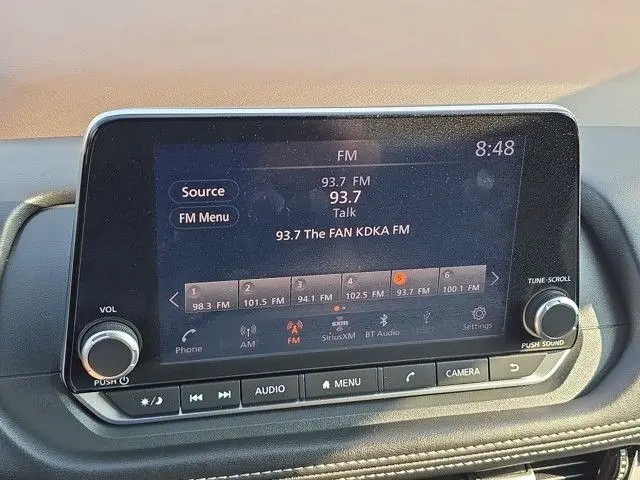 FM
8:48
Source
FM Menu
93.7 FM
93.7
Talk
93.7 The FAN KDKA FM
1 2 3 4 5 6
98.3 FM 101.5 FM 94.1 FM 102.5 FM 93.7 FM 100.1 FM
Phone AM FM SXM SiriusXM BT Audio USB1 Settings
VOL
PUSH
TUNE·SCROLL
PUSH SOUND
AUDIO MENU CAMERA